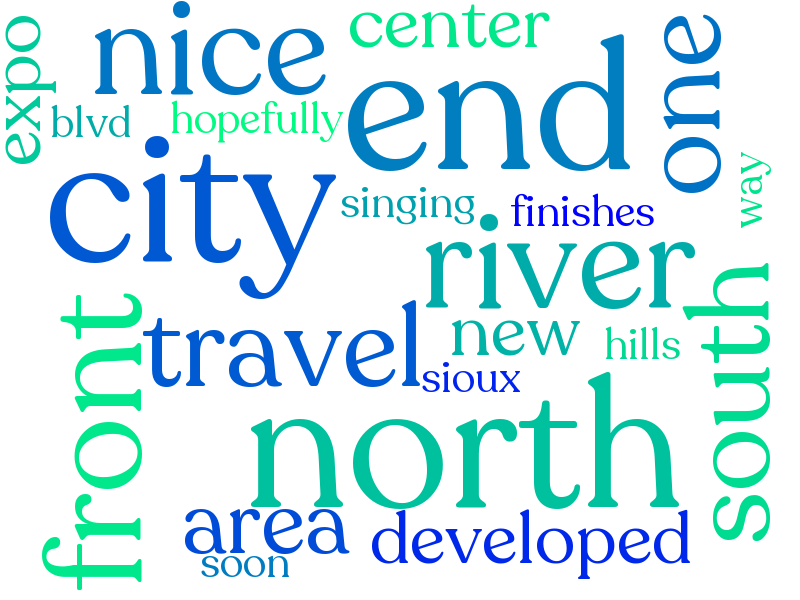 expo
nice
center
end
one
blvd
hopefully
city
singing
finishes
way
river
front
travel
new
hills
south
sioux
north
area
developed
soon